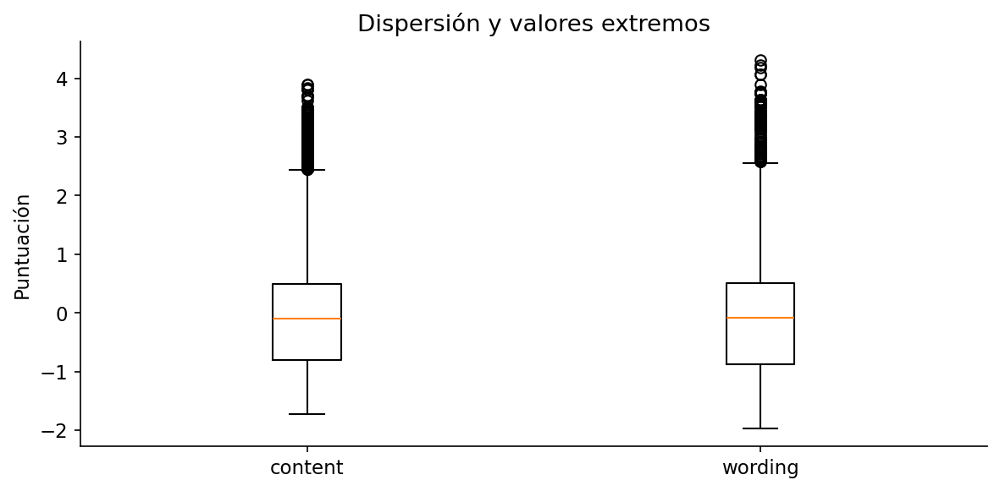 Dispersión y valores extremos
Puntuación
4
3
2
1
0
−1
−2
content
wording